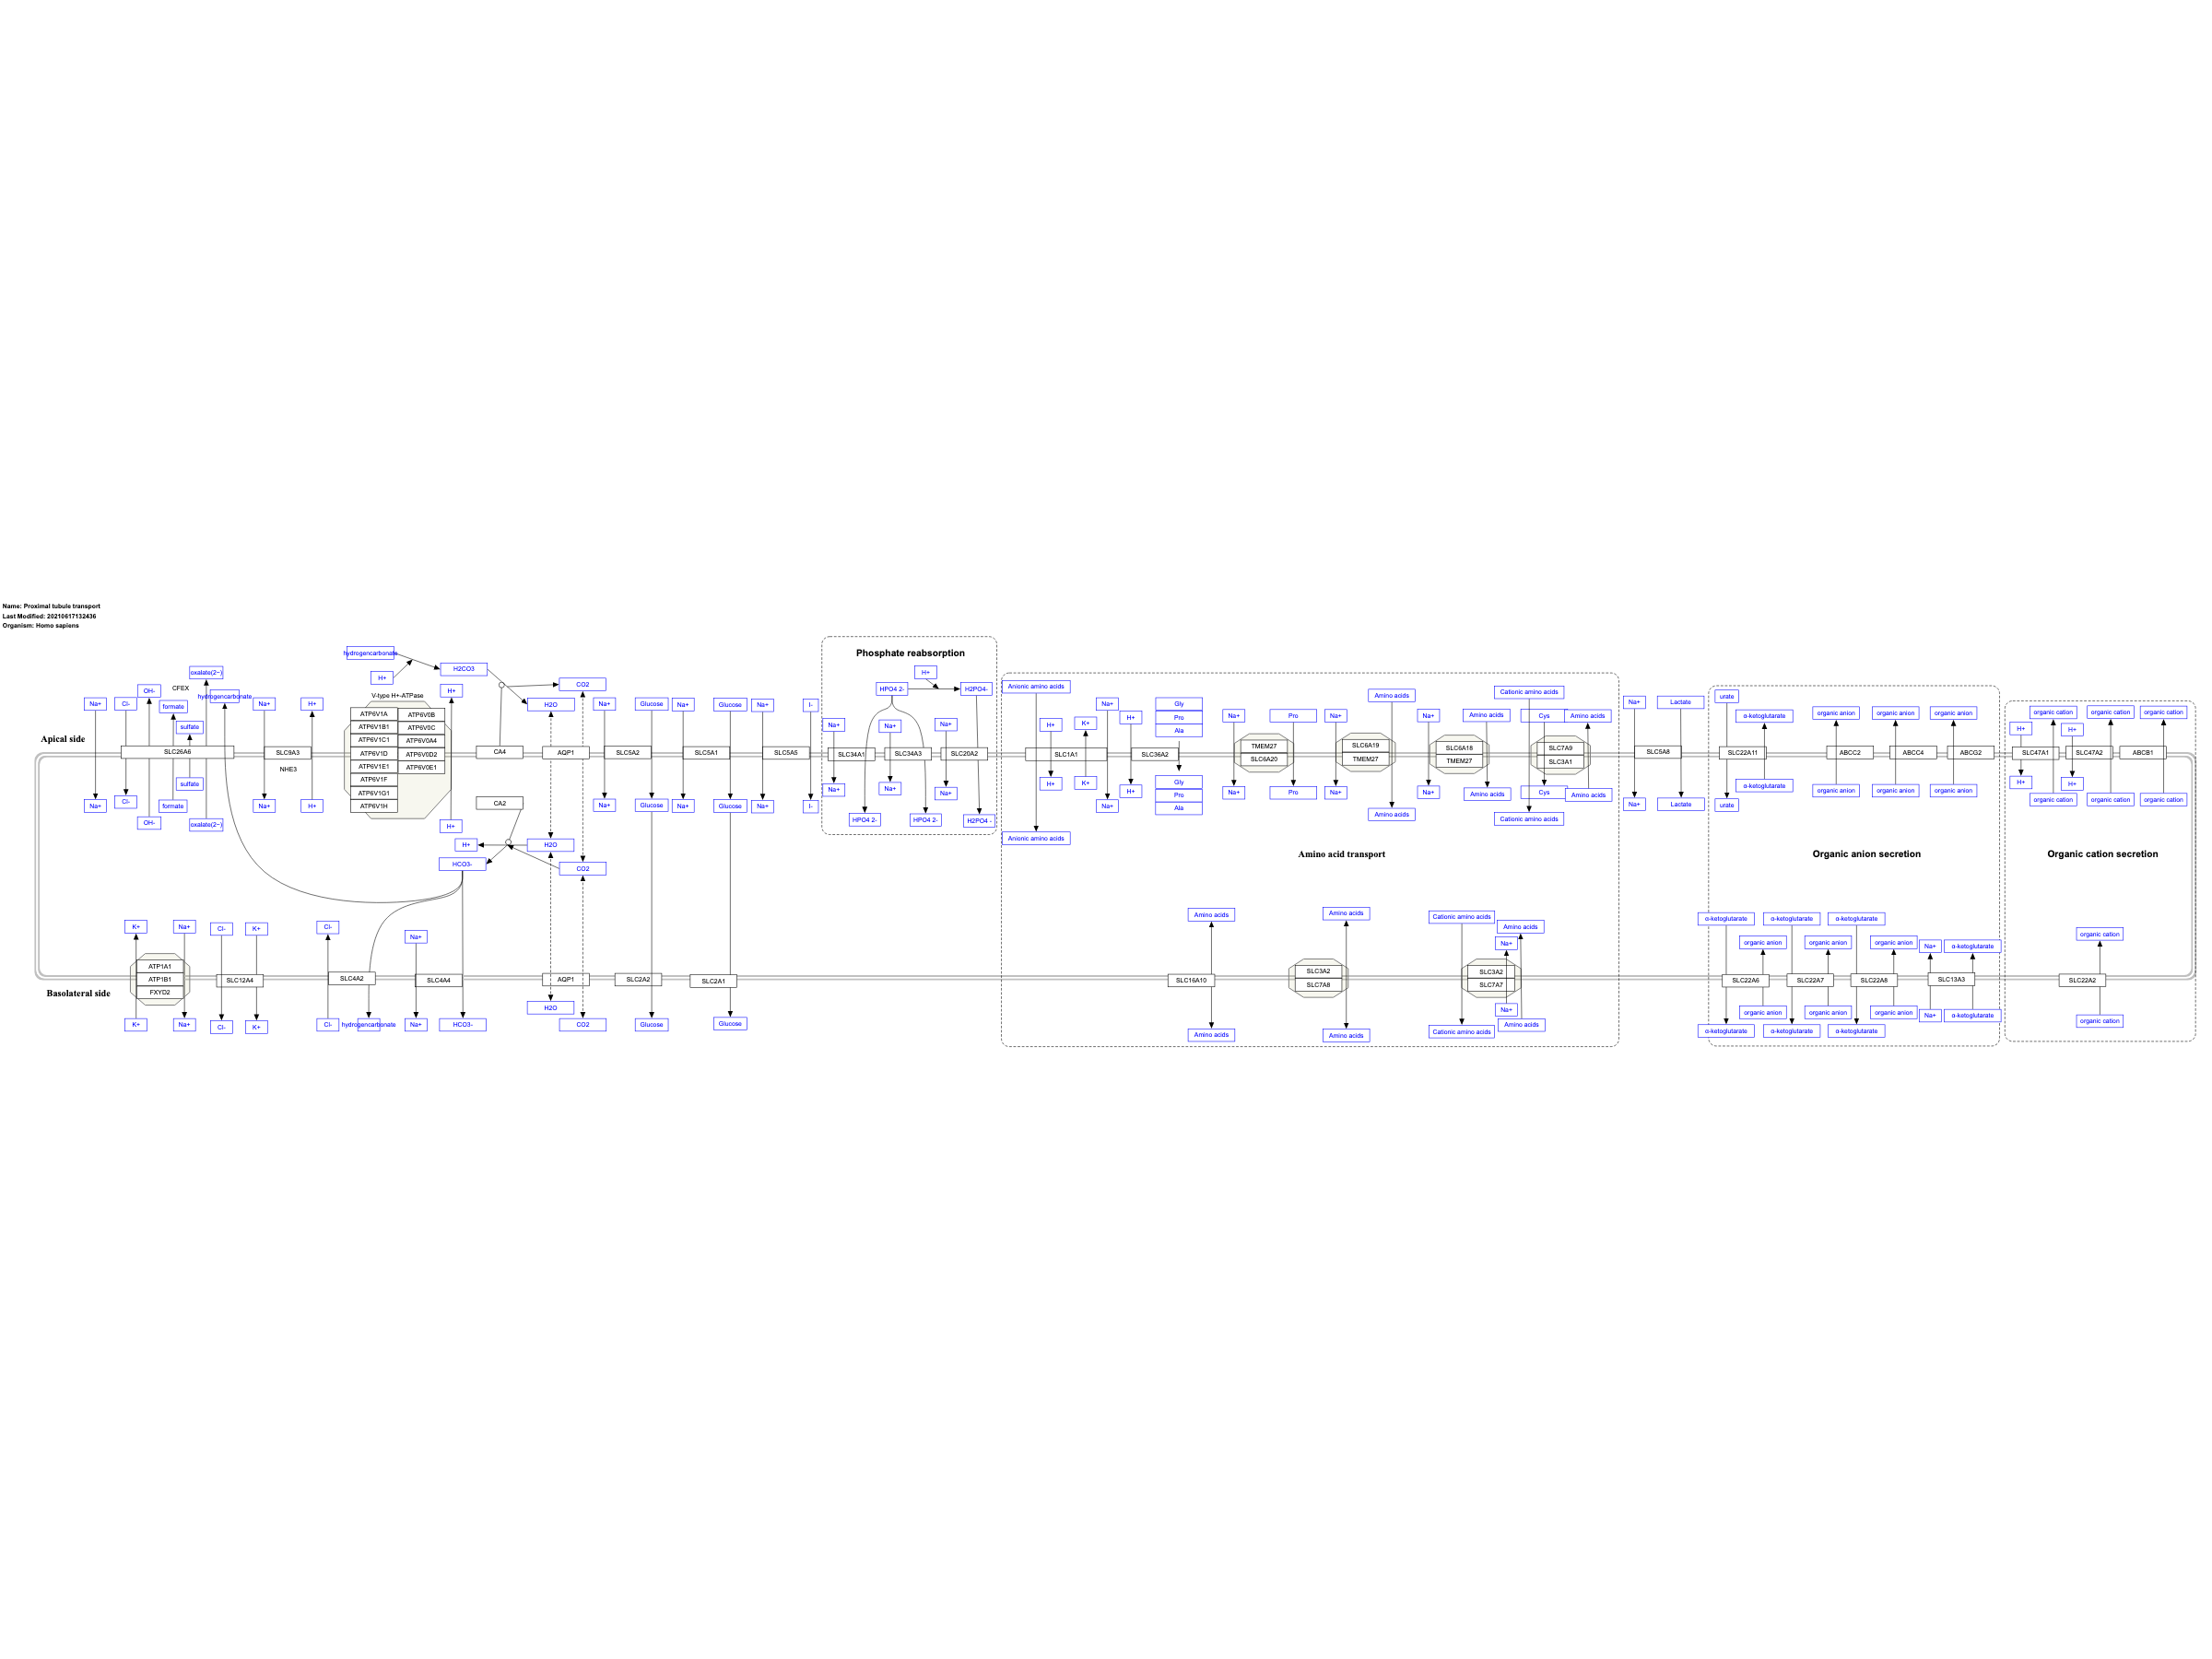 Name: Proximal tubule transport
Last Modified: 20210617132436
Organism: Homo sapiens
Phosphate reabsorption
hydrogencarbonate
H2CO3
H+
H+
oxalate(2−)
CFEX
OH-
hydrogencarbonate
formate
sulfate
Na+
Cl-
Na+
H+
V-type H+-ATPase
H+
CO2
H2O
Na+
Glucose
Na+
Glucose
Na+
I-
H+
HPO4 2-
H2PO4-
Na+
Na+
Na+
Anionic amino acids
H+
K+
Na+
H+
Gly
Pro
Ala
Na+
Pro
Na+
Amino acids
Na+
Amino acids
Cationic amino acids
Cys
Amino acids
Na+
Lactate
urate
α-ketoglutarate
organic anion
organic anion
organic anion
organic cation
H+
H+
organic cation
organic cation
Apical side
SLC26A6
SLC9A3
NHE3
ATP6V1A
ATP6V1B1
ATP6V1C1
ATP6V1D
ATP6V1E1
ATP6V1F
ATP6V1G1
ATP6V1H
ATP6V0B
ATP6V0C
ATP6V0A4
ATP6V0D2
ATP6V0E1
CA4
AQP1
SLC5A2
SLC5A1
SLC5A5
SLC34A1
SLC34A3
SLC20A2
SLC1A1
SLC36A2
TMEM27
SLC6A20
SLC6A19
TMEM27
SLC6A18
TMEM27
SLC7A9
SLC3A1
SLC5A8
SLC22A11
ABCC2
ABCC4
ABCG2
SLC47A1
SLC47A2
ABCB1
Na+
Cl-
OH-
formate
sulfate
oxalate(2−)
Na+
H+
H+
CA2
Na+
Glucose
Na+
Glucose
Na+
I-
Na+
HPO4 2-
Na+
HPO4 2-
Na+
H2PO4 -
Anionic amino acids
H+
K+
Na+
H+
Gly
Pro
Ala
Na+
Pro
Na+
Amino acids
Na+
Amino acids
Cys
Cationic amino acids
Amino acids
Na+
Lactate
urate
α-ketoglutarate
organic anion
organic anion
organic anion
H+
organic cation
H+
organic cation
organic cation
H+
H2O
HCO3-
CO2
Amino acid transport
Organic anion secretion
Organic cation secretion
K+
Na+
Cl-
K+
Cl-
Na+
Amino acids
Amino acids
Cationic amino acids
Amino acids
Na+
α-ketoglutarate
α-ketoglutarate
α-ketoglutarate
organic anion
organic anion
organic anion
Na+
α-ketoglutarate
organic cation
Basolateral side
ATP1A1
ATP1B1
FXYD2
SLC12A4
SLC4A2
SLC4A4
AQP1
SLC2A2
SLC2A1
SLC16A10
SLC3A2
SLC7A8
SLC3A2
SLC7A7
SLC22A6
SLC22A7
SLC22A8
SLC13A3
SLC22A2
K+
Na+
Cl-
K+
Cl-
hydrogencarbonate
Na+
HCO3-
H2O
CO2
Glucose
Glucose
Amino acids
Amino acids
Cationic amino acids
Na+
Amino acids
α-ketoglutarate
organic anion
α-ketoglutarate
organic anion
α-ketoglutarate
organic anion
Na+
α-ketoglutarate
organic cation